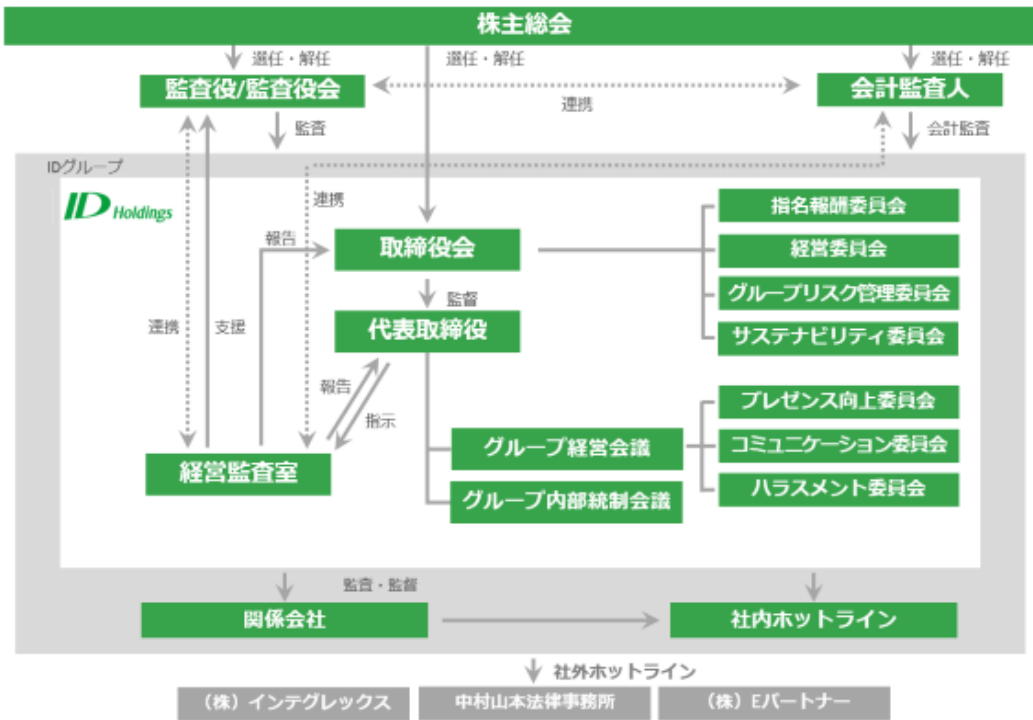 株主総会
選任・解任
選任・解任
選任・解任
監査役/監査役会
連携
会計監査人
監査
会計監査
IDグループ
ID Holdings
連携
指名報酬委員会
報告
取締役会
経営委員会
グループリスク管理委員会
監督
連携
支援
代表取締役
サステナビリティ委員会
報告
指示
プレゼンス向上委員会
グループ経営会議
コミュニケーション委員会
経営監査室
グループ内部統制会議
ハラスメント委員会
監査・監督
関係会社
社内ホットライン
社外ホットライン
（株）インテグレックス
中村山本法律事務所
（株）Eパートナー